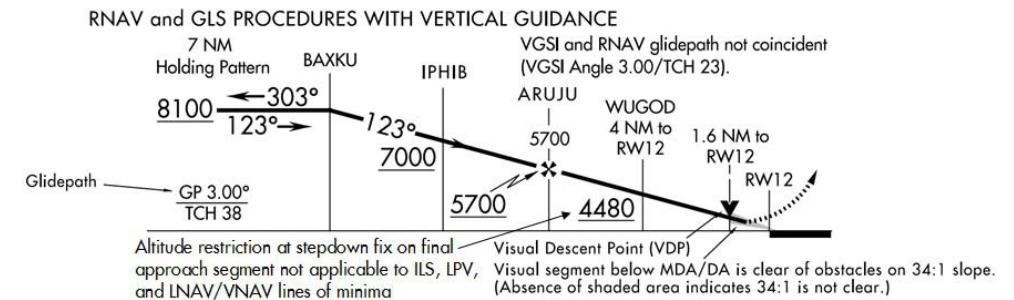 RNAV and GLS PROCEDURES WITH VERTICAL GUIDANCE
7 NM
Holding Pattern
BAXKU
IPHIB
VGSI and RNAV glidepath not coincident
(VGSI Angle 3.00/TCH 23).
ARUJU
WUGOD
4 NM to
RW12
1.6 NM to
RW12
RW12
8100
303°
123°
123°
7000
5700
5700
4480
Glidepath
GP 3.00°
TCH 38
Altitude restriction at stepdown fix on final
approach segment not applicable to ILS, LPV,
and LNAV/VNAV lines of minima
Visual Descent Point (VDP)
Visual segment below MDA/DA is clear of obstacles on 34:1 slope.
(Absence of shaded area indicates 34:1 is not clear.)